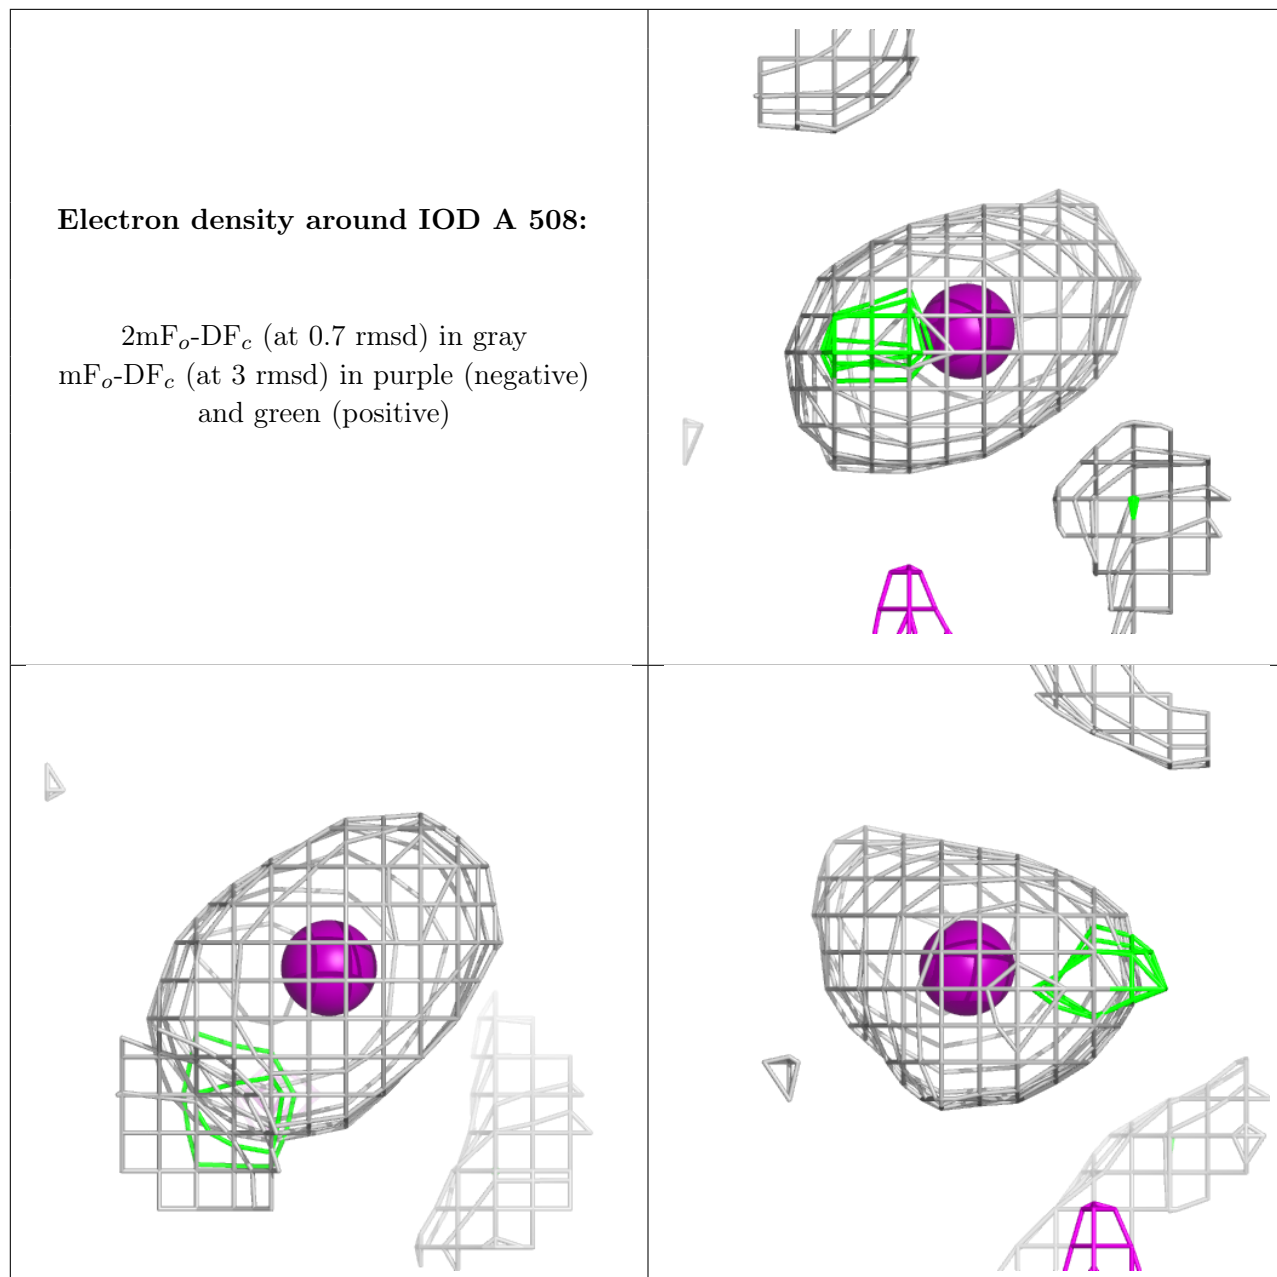 Electron density around IOD A 508:
2mFo-DFc (at 0.7 rmsd) in gray
mFo-DFc (at 3 rmsd) in purple (negative)
and green (positive)